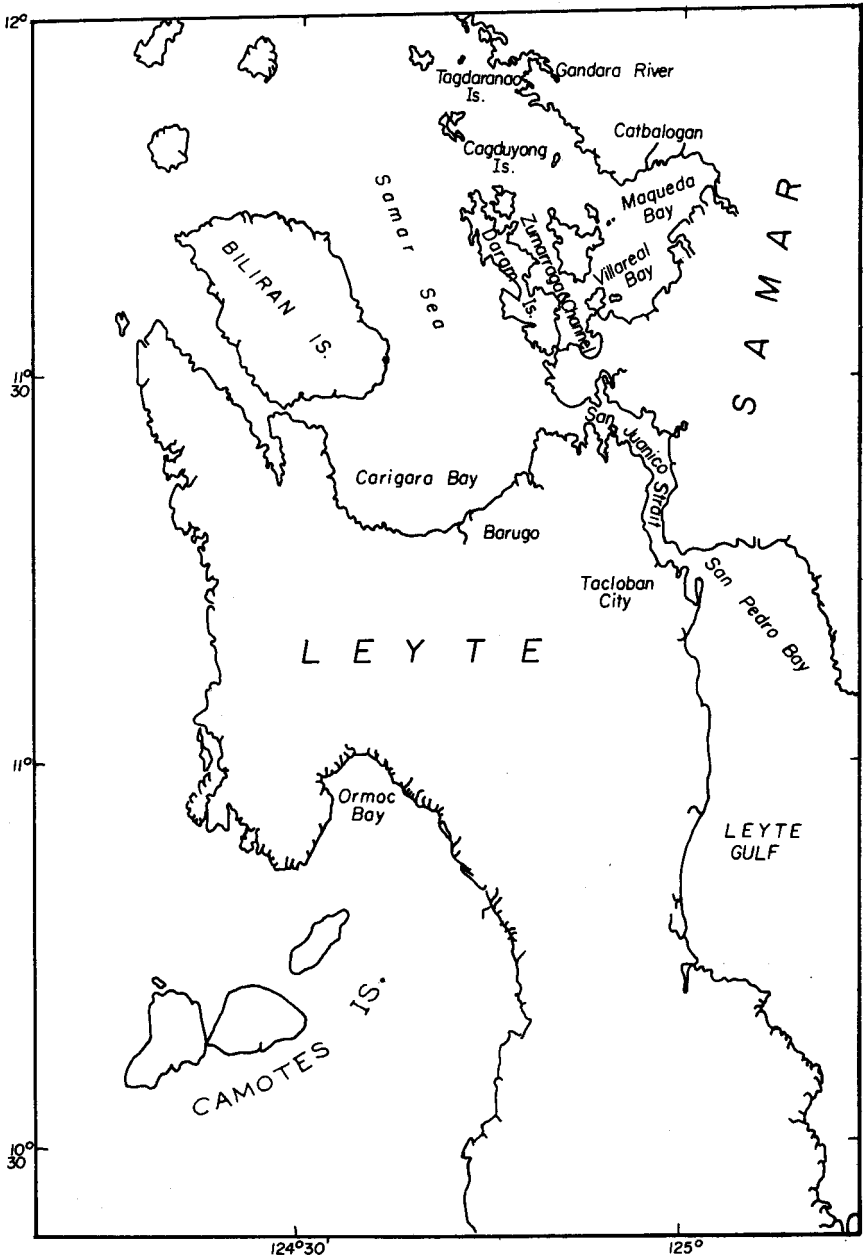 12°
Gandara River
Tagdaranao
Is.
Catbalogan
Cagduyong
Is.
Maqueda
Bay
Samar Sea
SAMAR
Zumarraga Channel
Daram Is.
Villareal
Bay
BILIRAN IS.
11°
30
San Juanico Strait
Carigara Bay
Barugo
Tacloban
City
San Pedro Bay
LEYTE
11°
Ormoc
Bay
LEYTE
GULF
CAMOTES IS.
10°
30
124°30'
125°